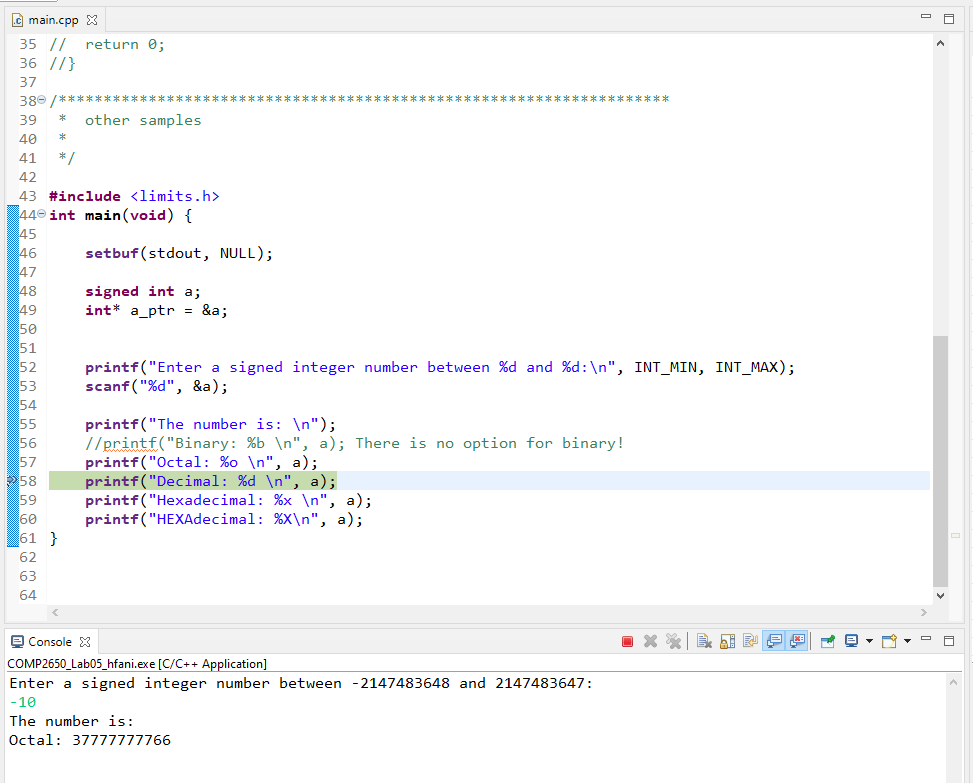 main.cpp
35 //  return 0;
36 //}
37
38 /********************************************************************
39  *  other samples
40  *
41  */
42
43 #include <limits.h>
44 int main(void) {
45
46     setbuf(stdout, NULL);
47
48     signed int a;
49     int* a_ptr = &a;
50
51
52     printf("Enter a signed integer number between %d and %d:\n", INT_MIN, INT_MAX);
53     scanf("%d", &a);
54
55     printf("The number is: \n");
56     //printf("Binary: %b \n", a); There is no option for binary!
57     printf("Octal: %o \n", a);
58     printf("Decimal: %d \n", a);
59     printf("Hexadecimal: %x \n", a);
60     printf("HEXAdecimal: %X\n", a);
61 }
62
63
64
Console
COMP2650_Lab05_hfani.exe [C/C++ Application]
Enter a signed integer number between -2147483648 and 2147483647:
-10
The number is:
Octal: 37777777766